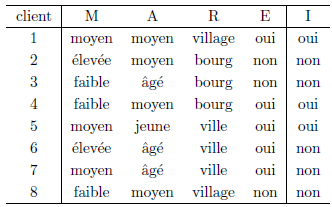 client M A R E I
1 moyen moyen village oui oui
2 élevée moyen bourg non non
3 faible âgé bourg non non
4 faible moyen bourg oui oui
5 moyen jeune ville oui oui
6 élevée âgé ville oui non
7 moyen âgé ville oui non
8 faible moyen village non non